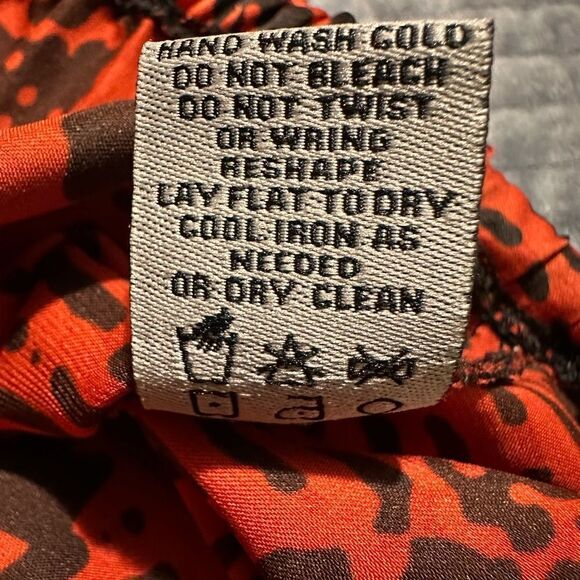 HAND WASH COLD
DO NOT BLEACH
DO NOT TWIST
OR WRING
RESHAPE
LAY FLAT TO DRY
COOL IRON AS
NEEDED
OR DRY CLEAN